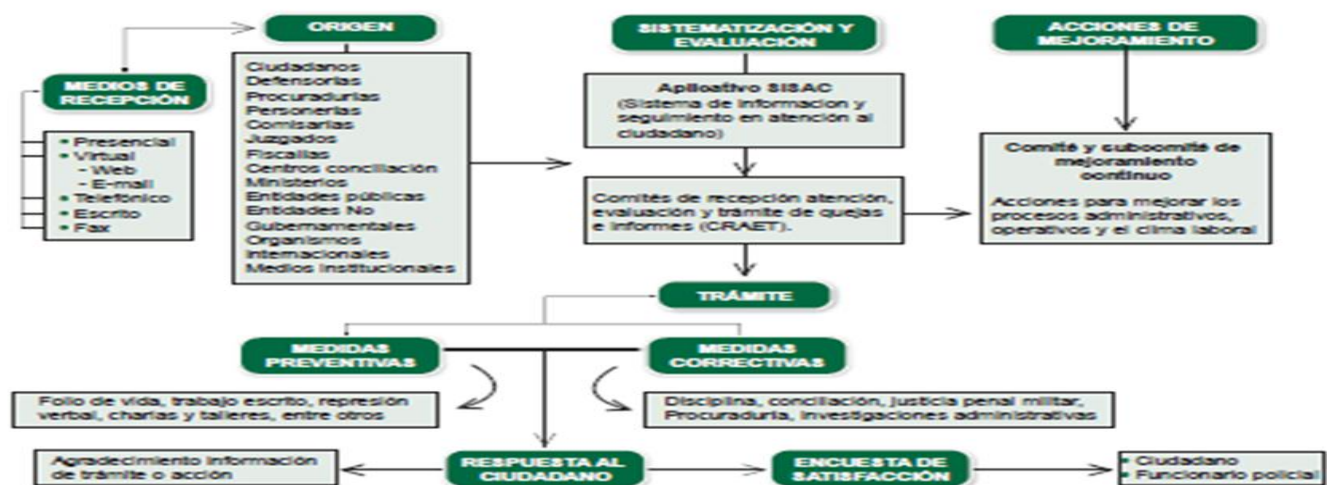 ORIGEN
SISTEMATIZACIÓN Y
EVALUACIÓN
ACCIONES DE
MEJORAMIENTO
MEDIOS DE
RECEPCIÓN
• Presencial
• Virtual
- Web
- E-mail
• Telefónico
• Escrito
• Fax
Ciudadanos
Defensorías
Procuradurías
Personerías
Comisarías
Juzgados
Fiscalías
Centros conciliación
Ministerios
Entidades públicas
Entidades No
Gubernamentales
Organismos
Internacionales
Medios Institucionales
Aplicativo SISAC
(Sistema de informacion y
seguimiento en atención al
ciudadano)
Comités de recepción atención,
evaluación y trámite de quejas
e informes (CRAET).
Comité y subcomité de
mejoramiento
continuo
Acciones para mejorar los
procesos administrativos,
operativos y el clima laboral
TRÁMITE
MEDIDAS
PREVENTIVAS
MEDIDAS
CORRECTIVAS
Folio de vida, trabajo escrito, represión
verbal, charlas y talleres, entre otros
Disciplina, conciliación, justicia penal militar,
Procuraduría, investigaciones administrativas
Agradecimiento información
de trámite o acción
RESPUESTA AL
CIUDADANO
ENCUESTA DE
SATISFACCIÓN
• Ciudadano
• Funcionario policial